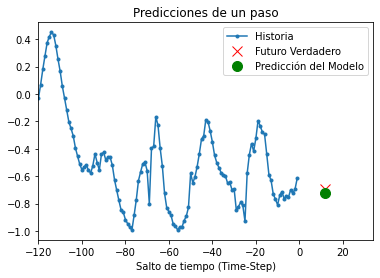 Predicciones de un paso
Historia
Futuro Verdadero
Predicción del Modelo
0.4
0.2
0.0
−0.2
−0.4
−0.6
−0.8
−1.0
−120 −100 −80 −60 −40 −20 0 20
Salto de tiempo (Time-Step)